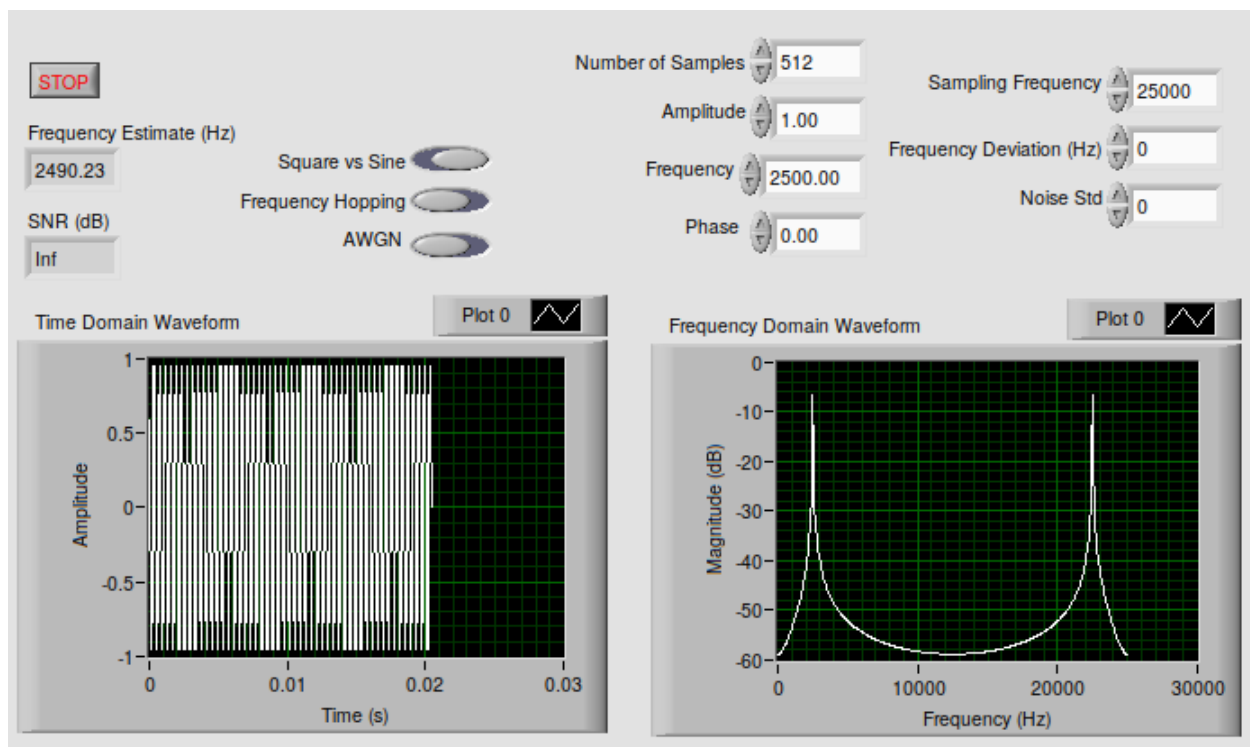 STOP
Frequency Estimate (Hz)
2490.23
SNR (dB)
Inf
Square vs Sine
Frequency Hopping
AWGN
Number of Samples 512
Amplitude 1.00
Frequency 2500.00
Phase 0.00
Sampling Frequency 25000
Frequency Deviation (Hz) 0
Noise Std 0
Time Domain Waveform
Plot 0
1
0.5
0
-0.5
-1
Amplitude
0 0.01 0.02 0.03
Time (s)
Frequency Domain Waveform
Plot 0
0
-10
-20
-30
-40
-50
-60
Magnitude (dB)
0 10000 20000 30000
Frequency (Hz)